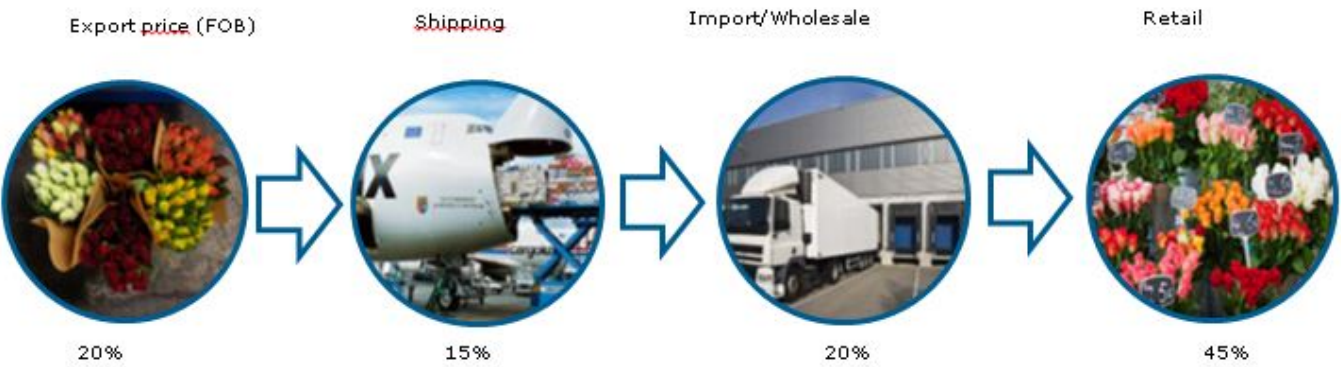 Export price (FOB)
Shipping
Import/Wholesale
Retail
X
20%
15%
20%
45%